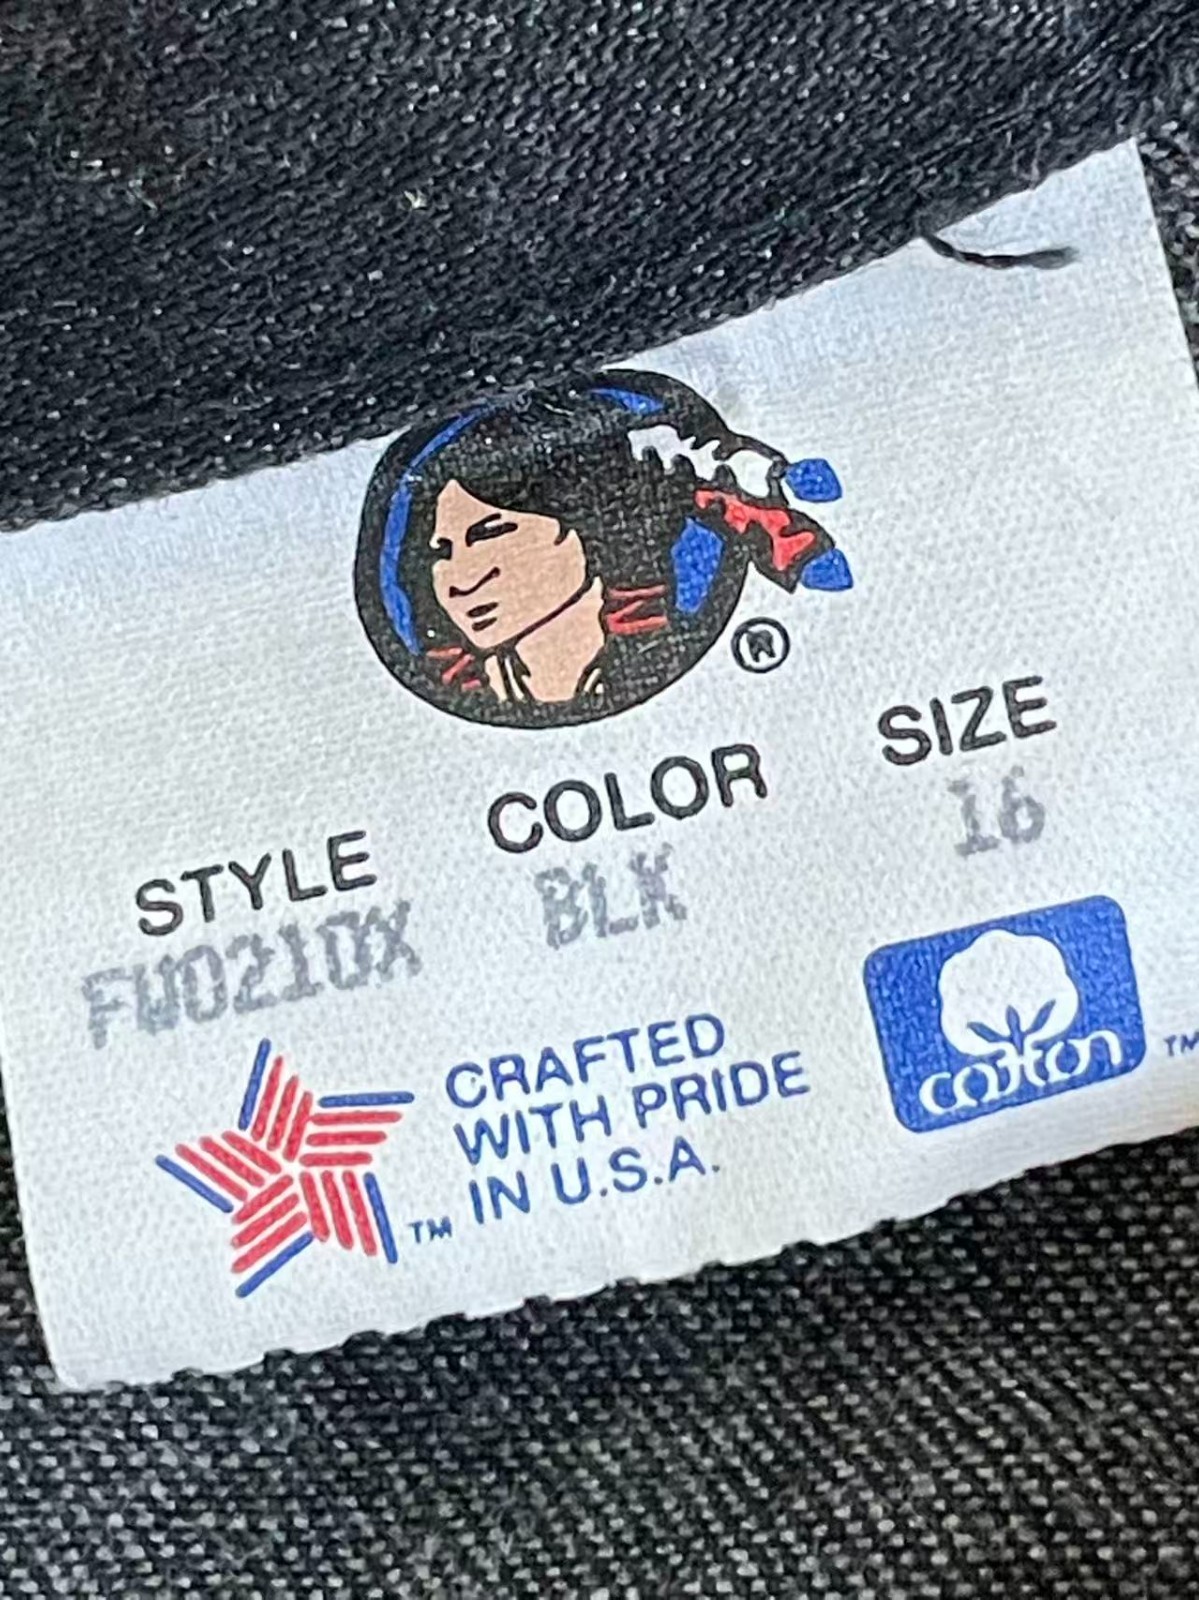 ®
STYLE COLOR SIZE
FW0210X BLK 16
CRAFTED
WITH PRIDE
IN U.S.A.
TM
cotton TM